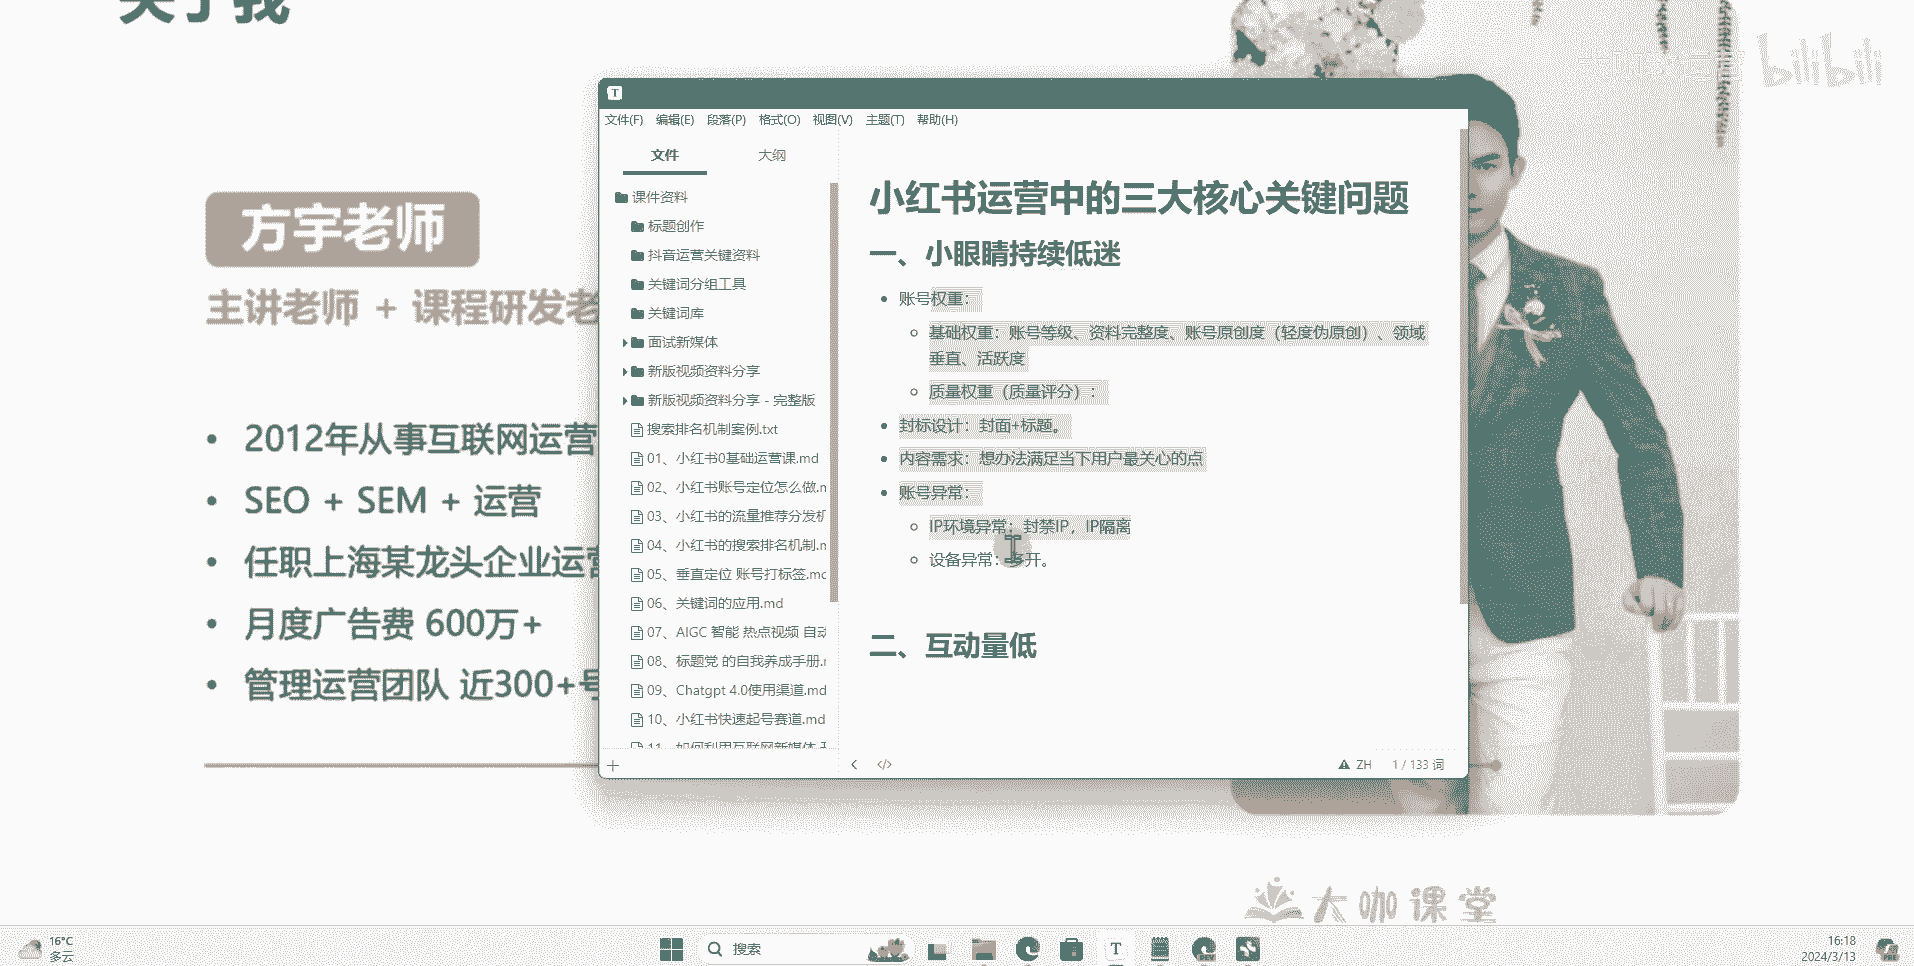 关于我
bilibili
方宇老师
主讲老师 + 课程研发老
2012年从事互联网运营
SEO + SEM + 运营
任职上海某龙头企业运营
月度广告费 600万+
管理运营团队 近300+号
T
文件(F) 编辑(E) 段落(P) 格式(O) 视图(V) 主题(T) 帮助(H)
文件 大纲
课件资料
标题创作
抖音运营关键资料
关键词分组工具
关键词库
面试新媒体
新版视频资料分享
新版视频资料分享 - 完整版
搜索排名机制案例.txt
01、小红书0基础运营课.md
02、小红书账号定位怎么做.m
03、小红书的流量推荐分发机
04、小红书的搜索排名机制.m
05、垂直定位 账号打标签.md
06、关键词的应用.md
07、AIGC 智能 热点视频 自动
08、标题党 的自我养成手册.m
09、Chatgpt 4.0使用渠道.md
10、小红书快速起号赛道.md
11、如何利用互联网新媒体
小红书运营中的三大核心关键问题
一、小眼睛持续低迷
账号权重：
基础权重：账号等级、资料完整度、账号原创度（轻度伪原创）、领域
垂直、活跃度
质量权重（质量评分）：
封标设计：封面+标题。
内容需求：想办法满足当下用户最关心的点
账号异常：
IP环境异常：封禁IP，IP隔离
设备异常：多开。
二、互动量低
ZH 1 / 133 词
大咖课堂
16°C
多云
搜索
T
DEV
16:18
2024/3/13
PRE